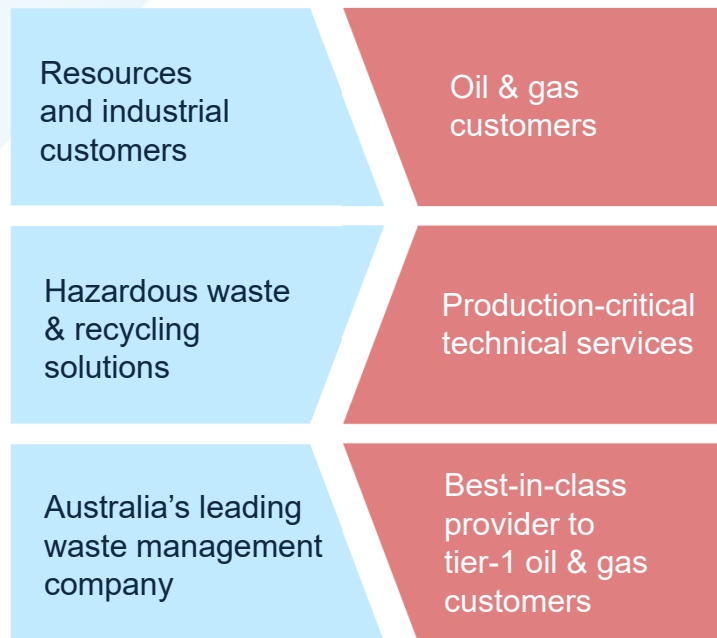 Resources
and industrial
customers
Oil & gas
customers
Hazardous waste
& recycling
solutions
Production-critical
technical services
Australia’s leading
waste management
company
Best-in-class
provider to
tier-1 oil & gas
customers